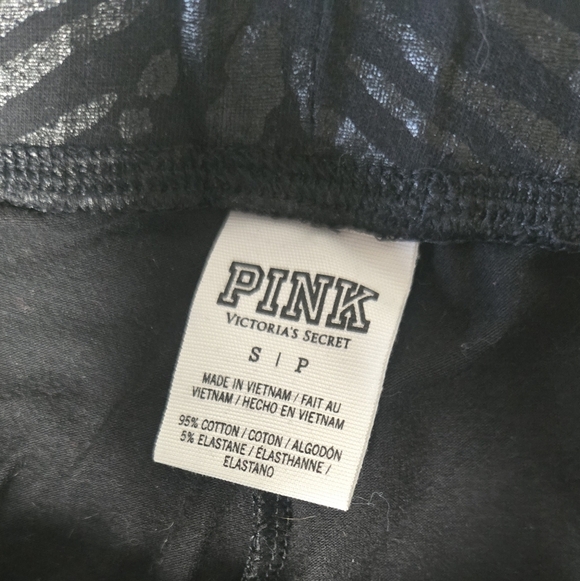 PINK
VICTORIA'S SECRET
S | P
MADE IN VIETNAM / FAIT AU
VIETNAM / HECHO EN VIETNAM
95% COTTON / COTON / ALGODÓN
5% ELASTANE / ÉLASTHANNE /
ELASTANO